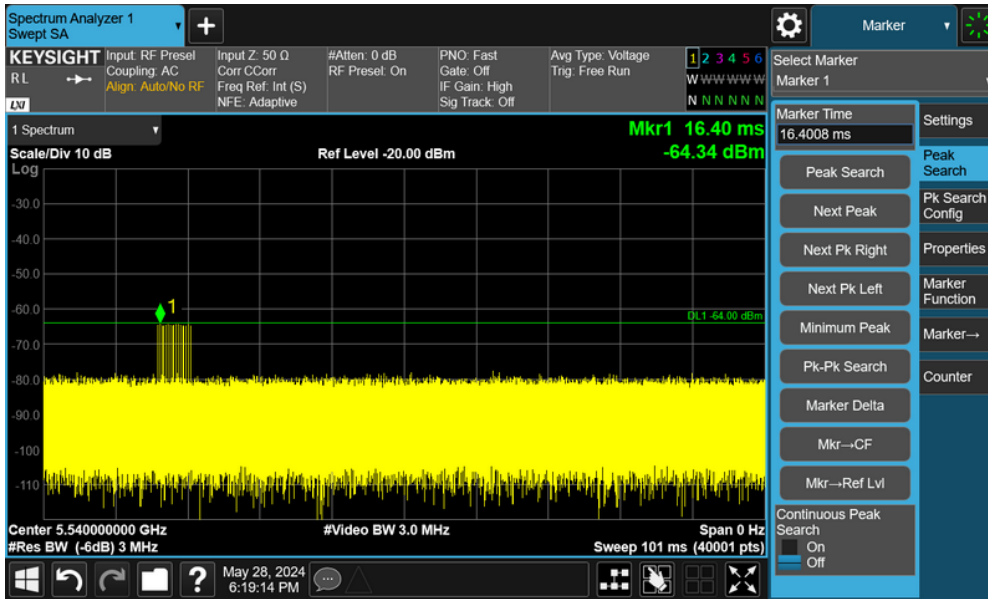 Spectrum Analyzer 1
Swept SA
+
Marker
KEYSIGHT
RL
LXI
Input: RF Presel
Coupling: AC
Align: Auto/No RF
Input Z: 50 Ω
Corr CCorr
Freq Ref: Int (S)
NFE: Adaptive
#Atten: 0 dB
RF Presel: On
PNO: Fast
Gate: Off
IF Gain: High
Sig Track: Off
Avg Type: Voltage
Trig: Free Run
1 2 3 4 5 6
W W W W W W
N N N N N N
Select Marker
Marker 1
1 Spectrum
Mkr1 16.40 ms
-64.34 dBm
Scale/Div 10 dB
Ref Level -20.00 dBm
Log
-30.0
-40.0
-50.0
-60.0
-70.0
-80.0
-90.0
-100
-110
1
DL1 -64.00 dBm
Center 5.540000000 GHz
#Video BW 3.0 MHz
Span 0 Hz
#Res BW (-6dB) 3 MHz
Sweep 101 ms (40001 pts)
Marker Time
16.4008 ms
Peak Search
Next Peak
Next Pk Right
Next Pk Left
Minimum Peak
Pk-Pk Search
Marker Delta
Mkr→CF
Mkr→Ref Lvl
Continuous Peak
Search
On
Off
Settings
Peak
Search
Pk Search
Config
Properties
Marker
Function
Marker→
Counter
?
May 28, 2024
6:19:14 PM